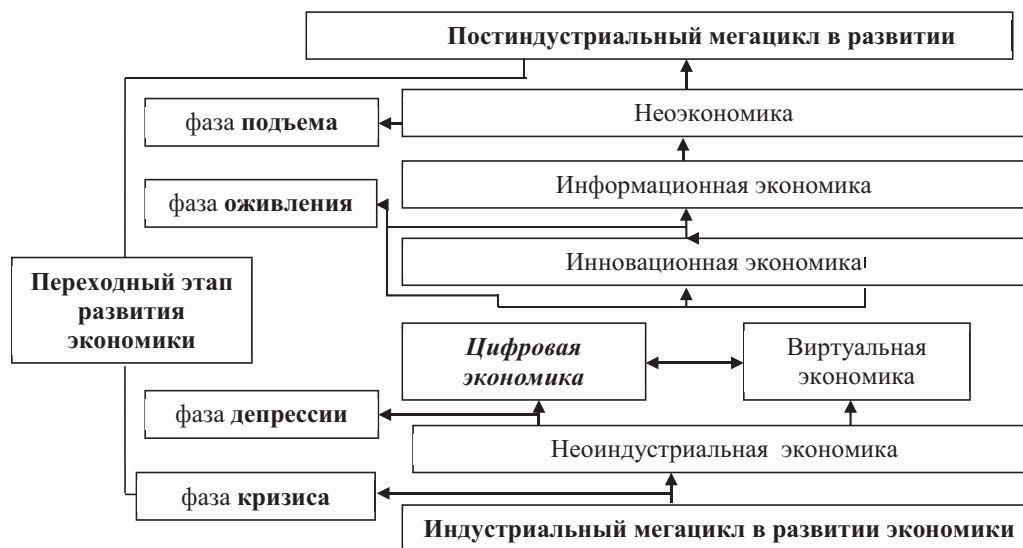 Постиндустриальный мегацикл в развитии
Неоэкономика
фаза подъема
Информационная экономика
фаза оживления
Инновационная экономика
Переходный этап
развития
экономики
Цифровая
экономика
Виртуальная
экономика
фаза депрессии
Неоиндустриальная экономика
фаза кризиса
Индустриальный мегацикл в развитии экономики